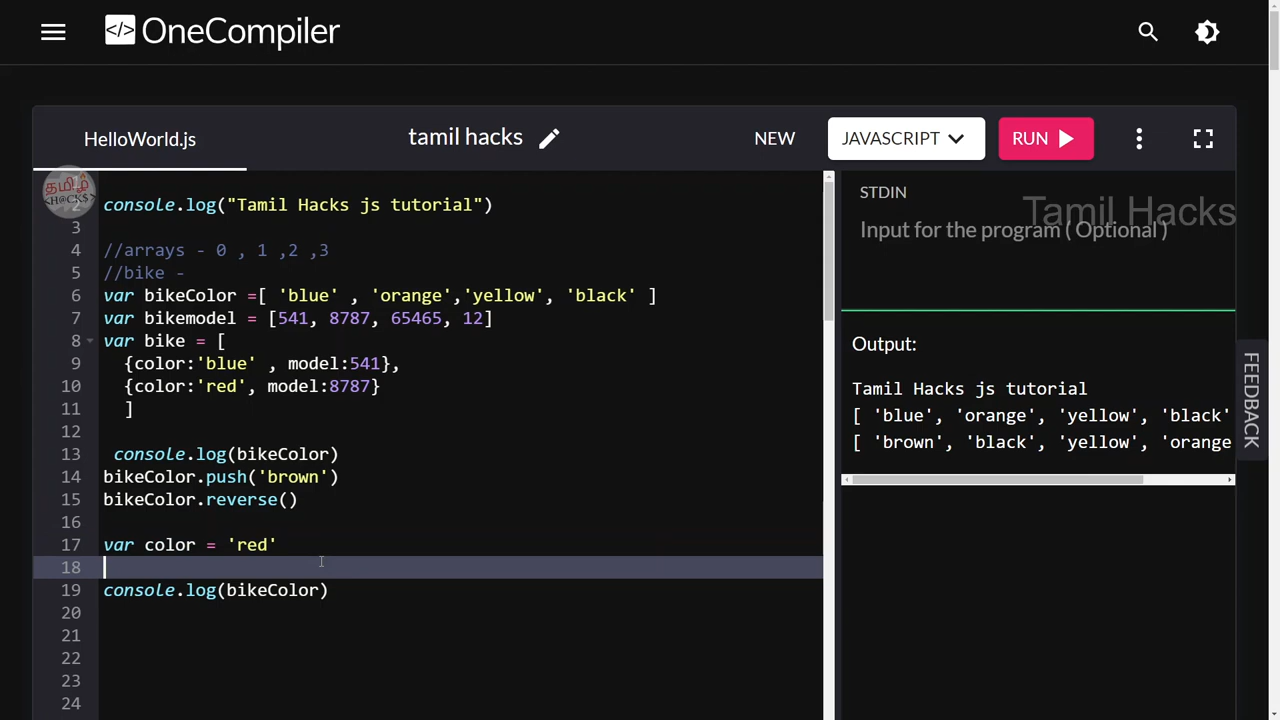 OneCompiler
HelloWorld.js
tamil hacks
NEW
JAVASCRIPT
RUN
தமிழ்
<H@CK$>
2 console.log("Tamil Hacks js tutorial")
3
4 //arrays - 0 , 1 ,2 ,3
5 //bike -
6 var bikeColor =[ 'blue' , 'orange','yellow', 'black' ]
7 var bikemodel = [541, 8787, 65465, 12]
8 var bike = [
9 {color:'blue' , model:541},
10 {color:'red', model:8787}
11 ]
12
13 console.log(bikeColor)
14 bikeColor.push('brown')
15 bikeColor.reverse()
16
17 var color = 'red'
18
19 console.log(bikeColor)
20
21
22
23
24
STDIN
Tamil Hacks
Input for the program ( Optional )
Output:
Tamil Hacks js tutorial
[ 'blue', 'orange', 'yellow', 'black'
[ 'brown', 'black', 'yellow', 'orange
FEEDBACK